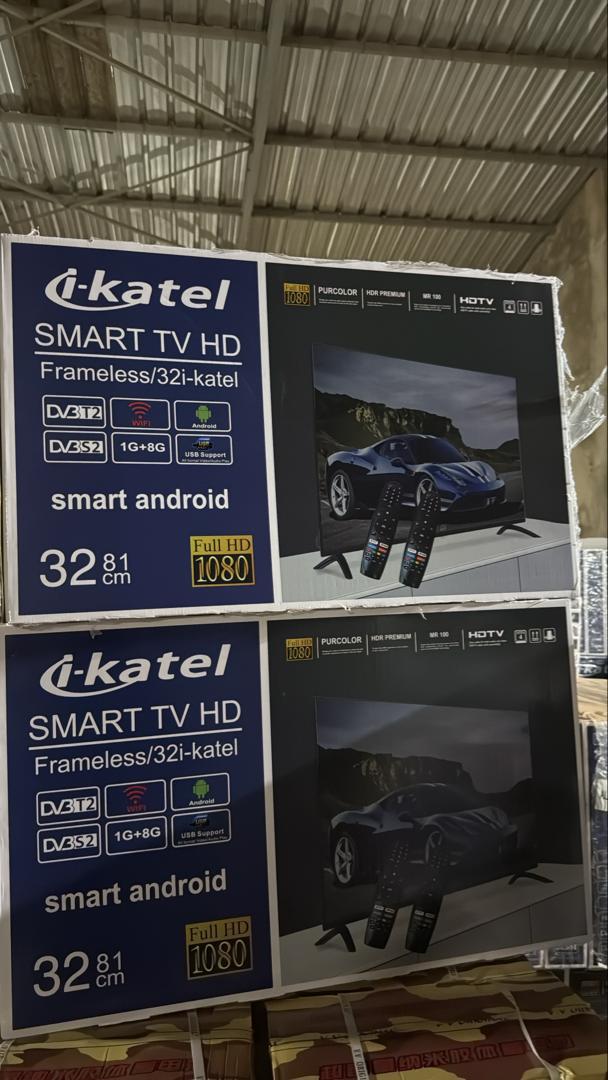 i-katel
SMART TV HD
Frameless/32i-katel
DVB T2
WiFi
Android
DVB S2
1G+8G
USB Support
smart android
32 81 cm
Full HD
1080
Full HD
1080
PURCOLOR
HDR PREMIUM
MR 100
HDTV
i-katel
SMART TV HD
Frameless/32i-katel
DVB T2
WiFi
Android
DVB S2
1G+8G
USB Support
smart android
32 81 cm
Full HD
1080
Full HD
1080
PURCOLOR
HDR PREMIUM
MR 100
HDTV